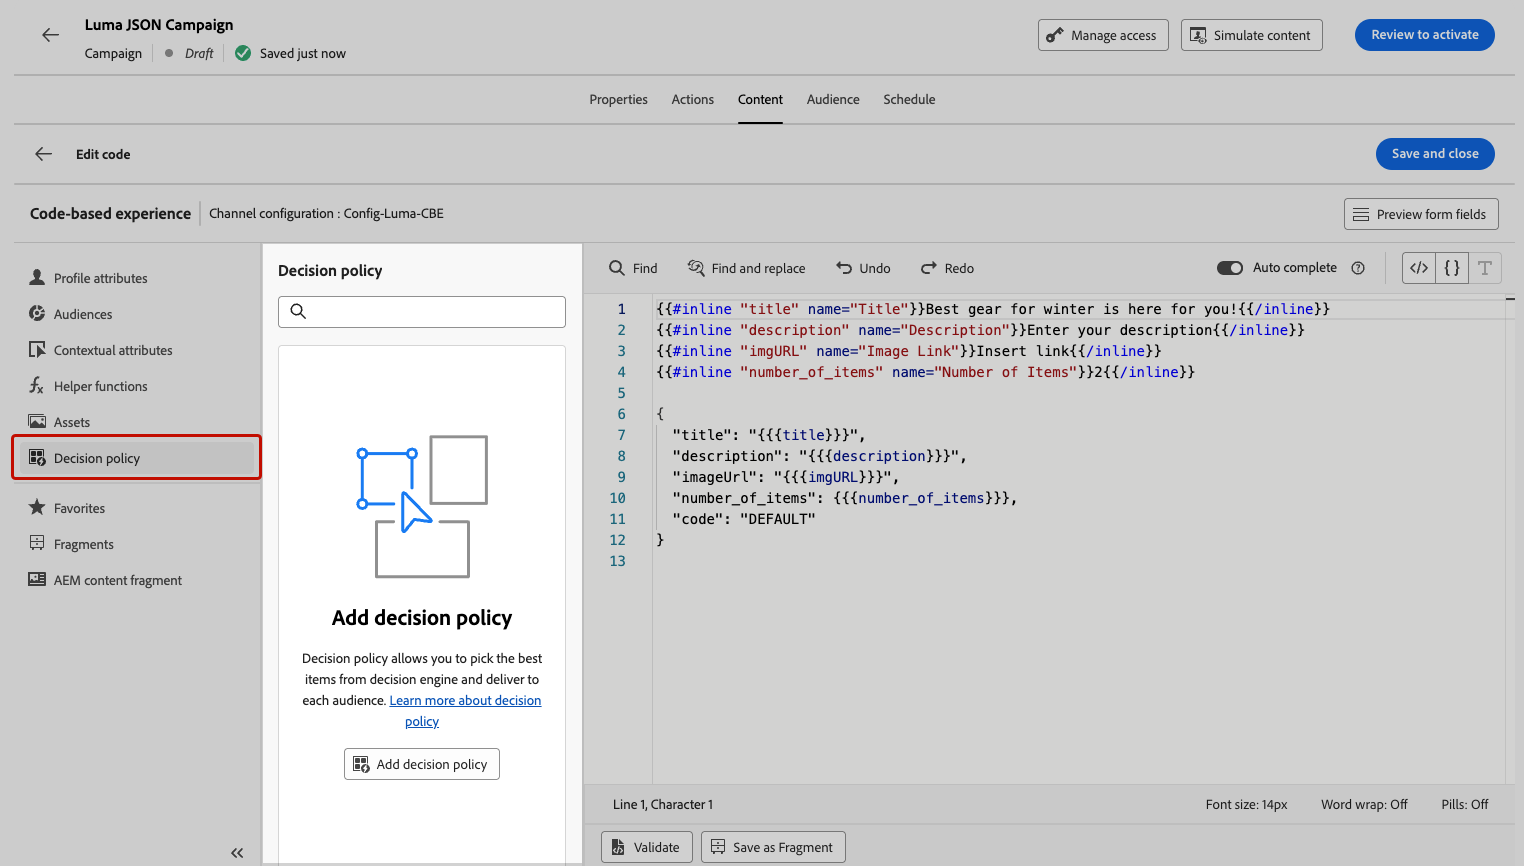 Luma JSON Campaign
Campaign
Draft
Saved just now
Manage access
Simulate content
Review to activate
Properties
Actions
Content
Audience
Schedule
Edit code
Save and close
Code-based experience
Channel configuration : Config-Luma-CBE
Preview form fields
Profile attributes
Audiences
Contextual attributes
Helper functions
Assets
Decision policy
Favorites
Fragments
AEM content fragment
Decision policy
Add decision policy
Decision policy allows you to pick the best
items from decision engine and deliver to
each audience. Learn more about decision
policy
Add decision policy
Find
Find and replace
Undo
Redo
Auto complete
1 {{#inline "title" name="Title"}}Best gear for winter is here for you!{{/inline}}
2 {{#inline "description" name="Description"}}Enter your description{{/inline}}
3 {{#inline "imgURL" name="Image Link"}}Insert link{{/inline}}
4 {{#inline "number_of_items" name="Number of Items"}}2{{/inline}}
5
6 {
7 "title": "{{{title}}}",
8 "description": "{{{description}}}",
9 "imageUrl": "{{{imgURL}}}",
10 "number_of_items": {{{number_of_items}}},
11 "code": "DEFAULT"
12 }
13
Line 1, Character 1
Font size: 14px
Word wrap: Off
Pills: Off
Validate
Save as Fragment